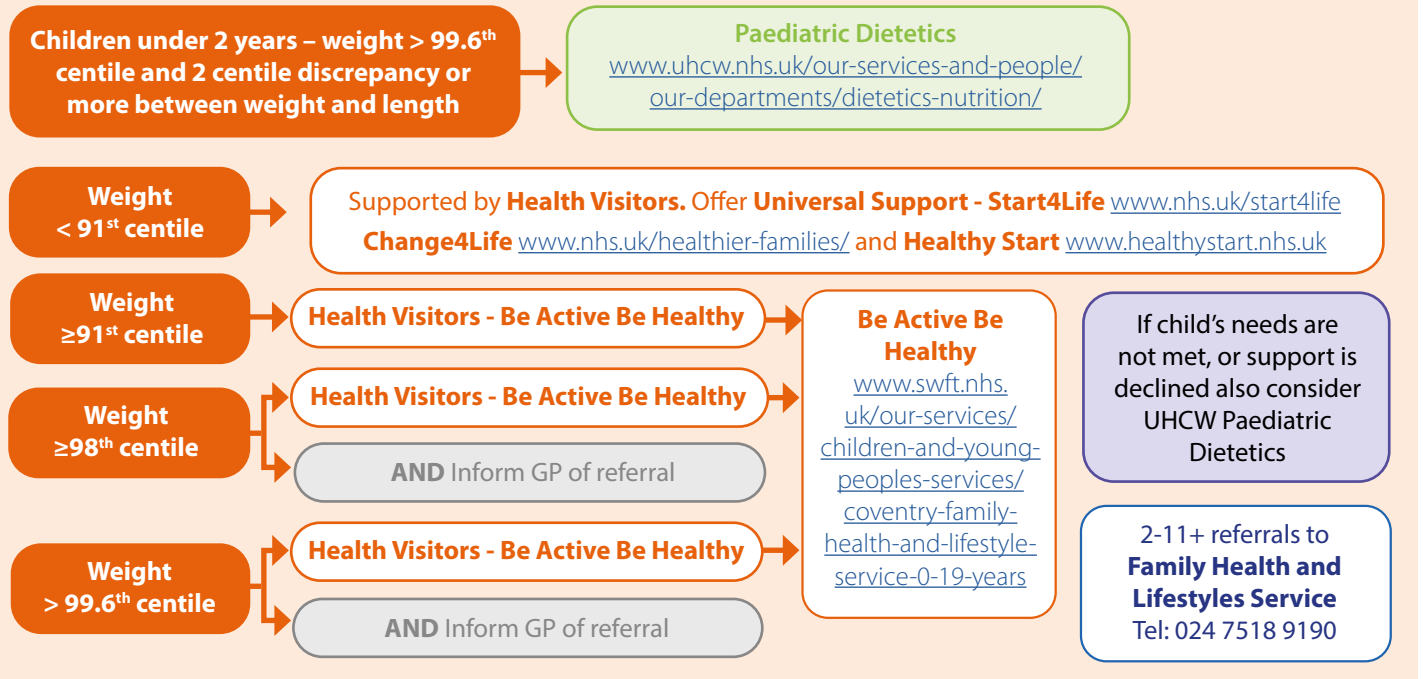 Children under 2 years – weight > 99.6th
centile and 2 centile discrepancy or
more between weight and length
Paediatric Dietetics
www.uhcw.nhs.uk/our-services-and-people/
our-departments/dietetics-nutrition/
Weight
< 91st centile
Supported by Health Visitors. Offer Universal Support - Start4Life www.nhs.uk/start4life
Change4Life www.nhs.uk/healthier-families/ and Healthy Start www.healthystart.nhs.uk
Weight
≥91st centile
Health Visitors - Be Active Be Healthy
Weight
≥98th centile
Health Visitors - Be Active Be Healthy
AND Inform GP of referral
Weight
> 99.6th centile
Health Visitors - Be Active Be Healthy
AND Inform GP of referral
Be Active Be
Healthy
www.swft.nhs.
uk/our-services/
children-and-young-
peoples-services/
coventry-family-
health-and-lifestyle-
service-0-19-years
If child’s needs are
not met, or support is
declined also consider
UHCW Paediatric
Dietetics
2-11+ referrals to
Family Health and
Lifestyles Service
Tel: 024 7518 9190